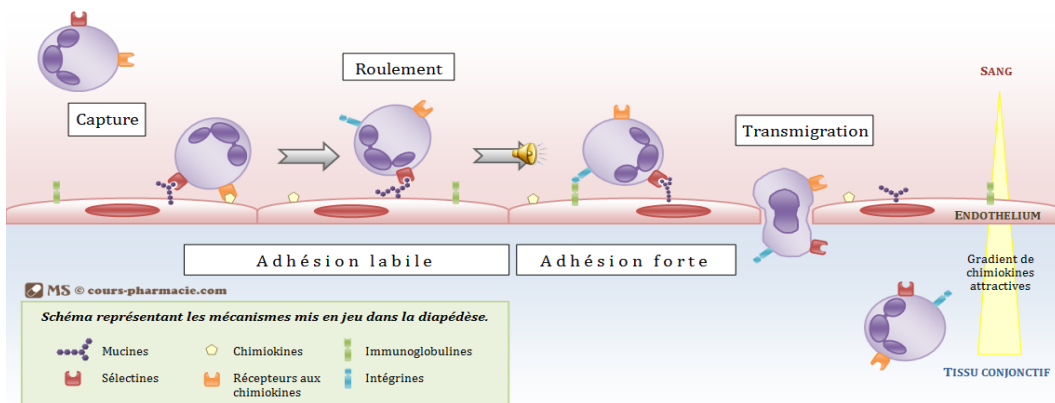 Roulement
SANG
Capture
Transmigration
ENDOTHELIUM
Adhésion labile
Adhésion forte
Gradient de
chimiokines
attractives
MS © cours-pharmacie.com
Schéma représentant les mécanismes mis en jeu dans la diapédèse.
Mucines
Chimiokines
Immunoglobulines
Sélectines
Récepteurs aux
chimiokines
Intégrines
TISSU CONJONCTIF